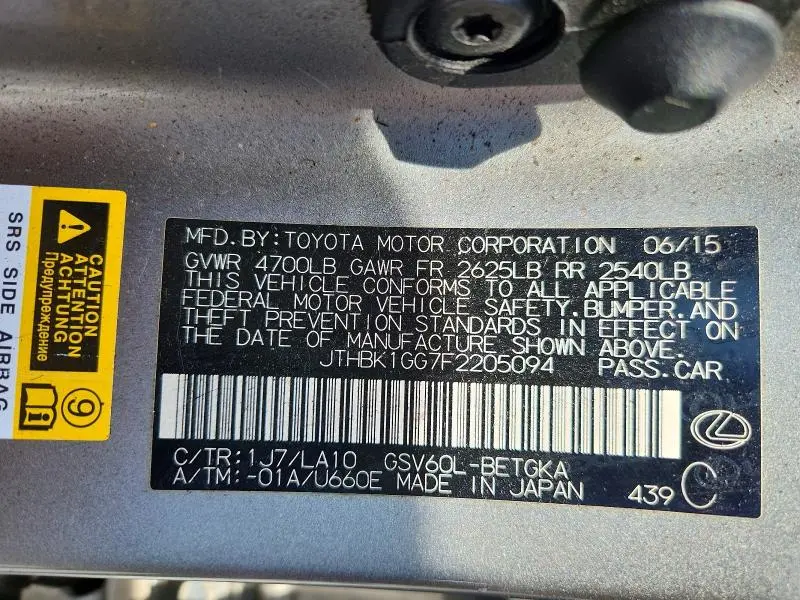 SRS SIDE AIRBAG
CAUTION
ATTENTION
ACHTUNG
Предупреждение
9
MFD.BY:TOYOTA MOTOR CORPORATION 06/15
GVWR 4700LB GAWR FR 2625LB RR 2540LB
THIS VEHICLE CONFORMS TO ALL APPLICABLE
FEDERAL MOTOR VEHICLE SAFETY.BUMPER.AND
THEFT PREVENTION STANDARDS IN EFFECT ON
THE DATE OF MANUFACTURE SHOWN ABOVE.
JTHBK1GG7F2205094 PASS.CAR
C/TR:1J7/LA10 GSV60L-BETGKA
A/TM:-01A/U660E MADE IN JAPAN
439 C